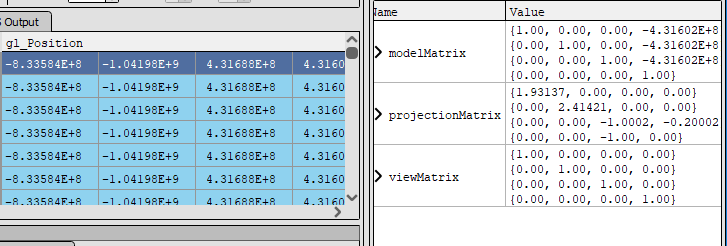 S Output
gl_Position
-8.33584E+8 -1.04198E+9 4.31688E+8 4.3160
-8.33584E+8 -1.04198E+9 4.31688E+8 4.3160
-8.33584E+8 -1.04198E+9 4.31688E+8 4.3160
-8.33584E+8 -1.04198E+9 4.31688E+8 4.3160
-8.33584E+8 -1.04198E+9 4.31688E+8 4.3160
-8.33584E+8 -1.04198E+9 4.31688E+8 4.3160
-8.33584E+8 -1.04198E+9 4.31688E+8 4.3160
Name Value
modelMatrix
{1.00, 0.00, 0.00, -4.31602E+8
{0.00, 1.00, 0.00, -4.31602E+8
{0.00, 0.00, 1.00, -4.31602E+8
{0.00, 0.00, 0.00, 1.00}
projectionMatrix
{1.93137, 0.00, 0.00, 0.00}
{0.00, 2.41421, 0.00, 0.00}
{0.00, 0.00, -1.0002, -0.20002
{0.00, 0.00, -1.00, 0.00}
viewMatrix
{1.00, 0.00, 0.00, 0.00}
{0.00, 1.00, 0.00, 0.00}
{0.00, 0.00, 1.00, 0.00}
{0.00, 0.00, 0.00, 1.00}